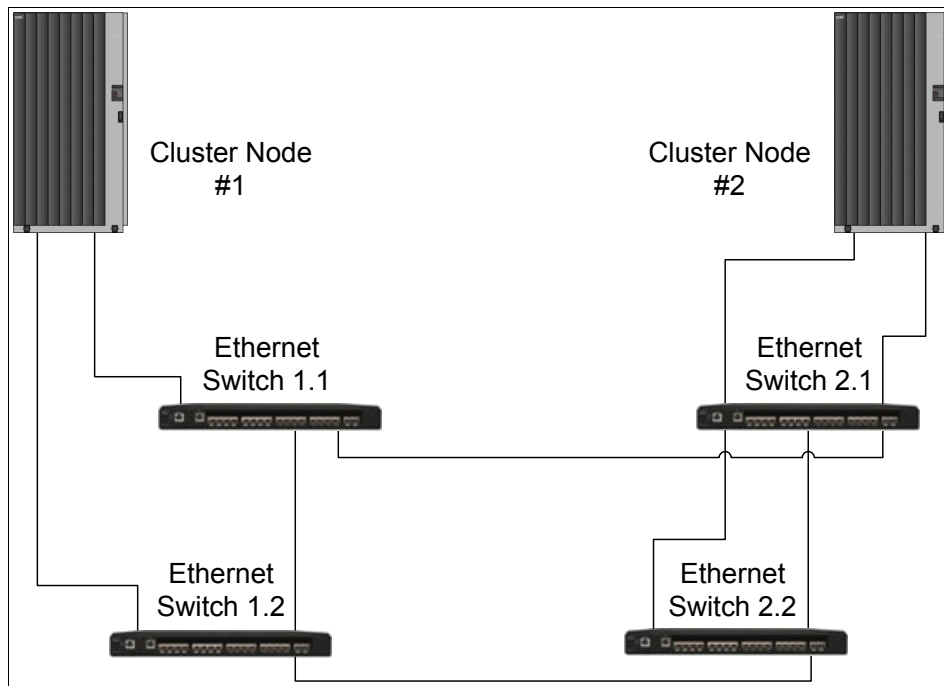 Cluster Node
#1
Cluster Node
#2
Ethernet
Switch 1.1
Ethernet
Switch 2.1
Ethernet
Switch 1.2
Ethernet
Switch 2.2